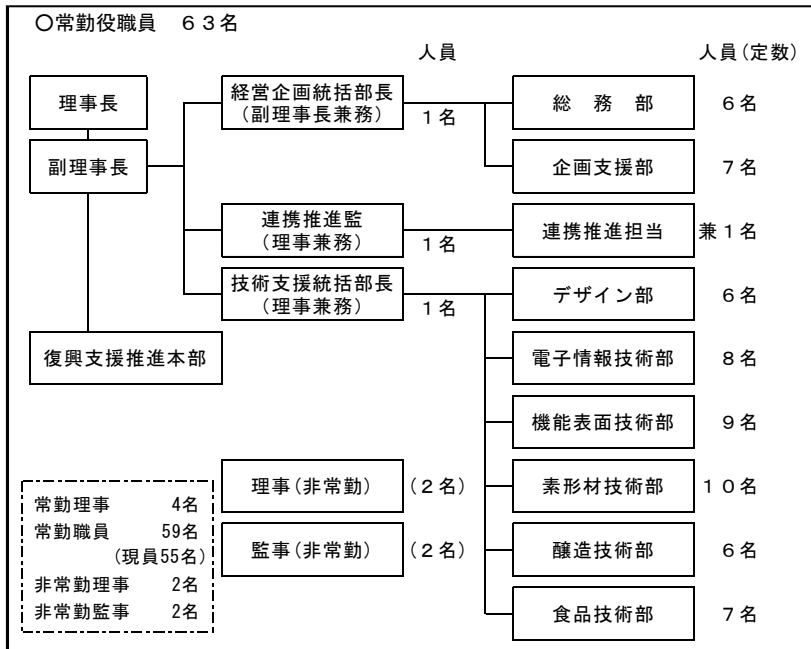 〇常勤役職員　６３名
人員　人員(定数)
理事長
経営企画統括部長
(副理事長兼務)
１名
総　務　部　６名
副理事長
企画支援部　７名
連携推進監
(理事兼務)
１名
連携推進担当　兼１名
技術支援統括部長
(理事兼務)
１名
デザイン部　６名
復興支援推進本部
電子情報技術部　８名
機能表面技術部　９名
理事(非常勤)　(２名)
素形材技術部　１０名
監事(非常勤)　(２名)
醸造技術部　６名
食品技術部　７名
常勤理事　4名
常勤職員　59名
(現員55名)
非常勤理事　2名
非常勤監事　2名